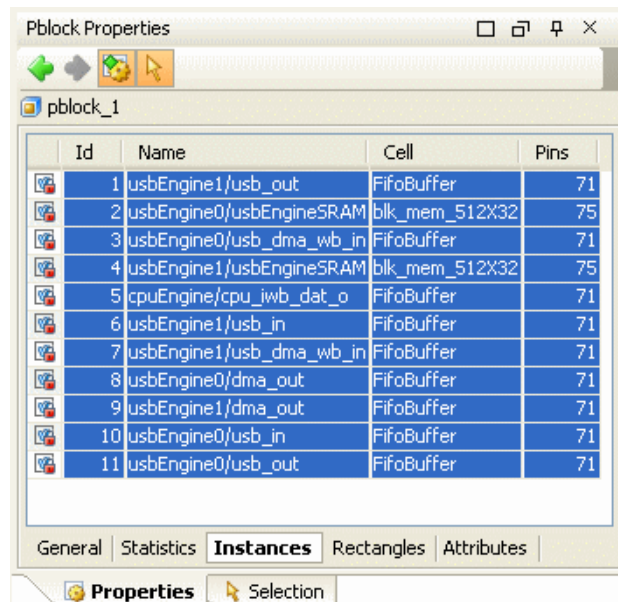 Pblock Properties
pblock_1
Id Name Cell Pins
1 usbEngine1/usb_out FifoBuffer 71
2 usbEngine0/usbEngineSRAM blk_mem_512X32 75
3 usbEngine0/usb_dma_wb_in FifoBuffer 71
4 usbEngine1/usbEngineSRAM blk_mem_512X32 75
5 cpuEngine/cpu_iwb_dat_o FifoBuffer 71
6 usbEngine1/usb_in FifoBuffer 71
7 usbEngine1/usb_dma_wb_in FifoBuffer 71
8 usbEngine0/dma_out FifoBuffer 71
9 usbEngine1/dma_out FifoBuffer 71
10 usbEngine0/usb_in FifoBuffer 71
11 usbEngine0/usb_out FifoBuffer 71
General Statistics Instances Rectangles Attributes
Properties Selection